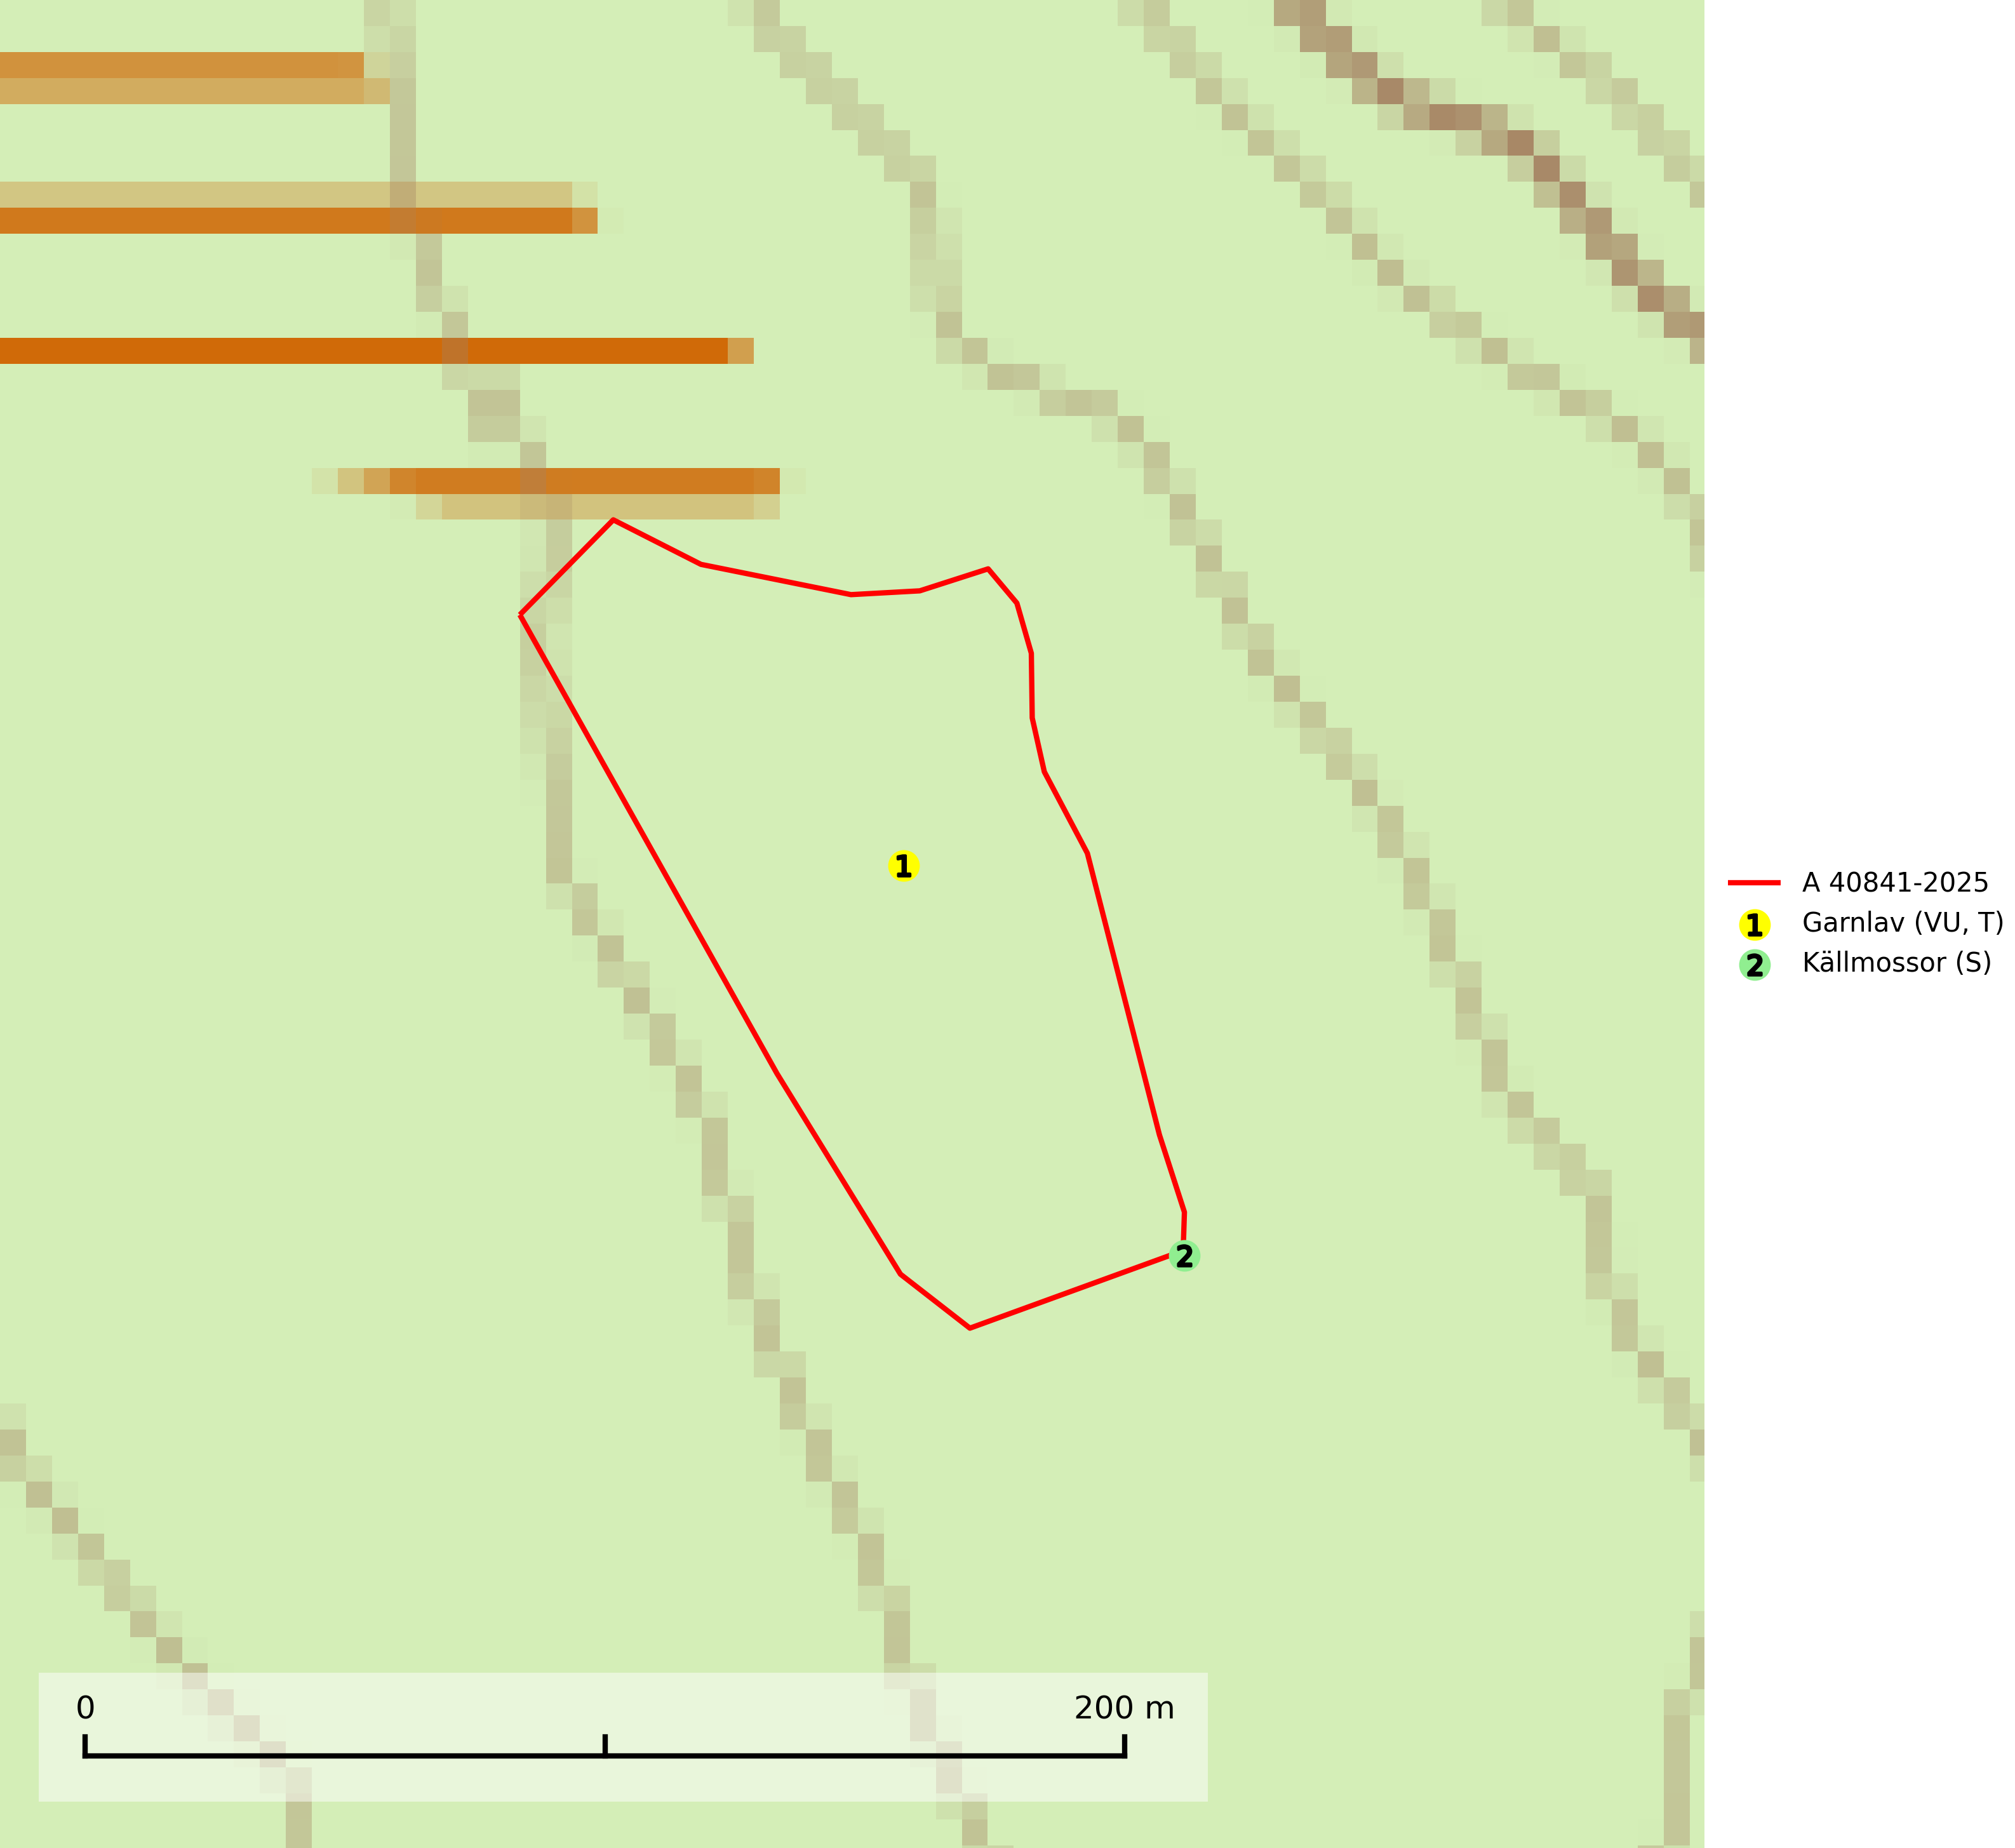 1
2
A 40841-2025
1 Garnlav (VU, T)
2 Källmossor (S)
0 200 m